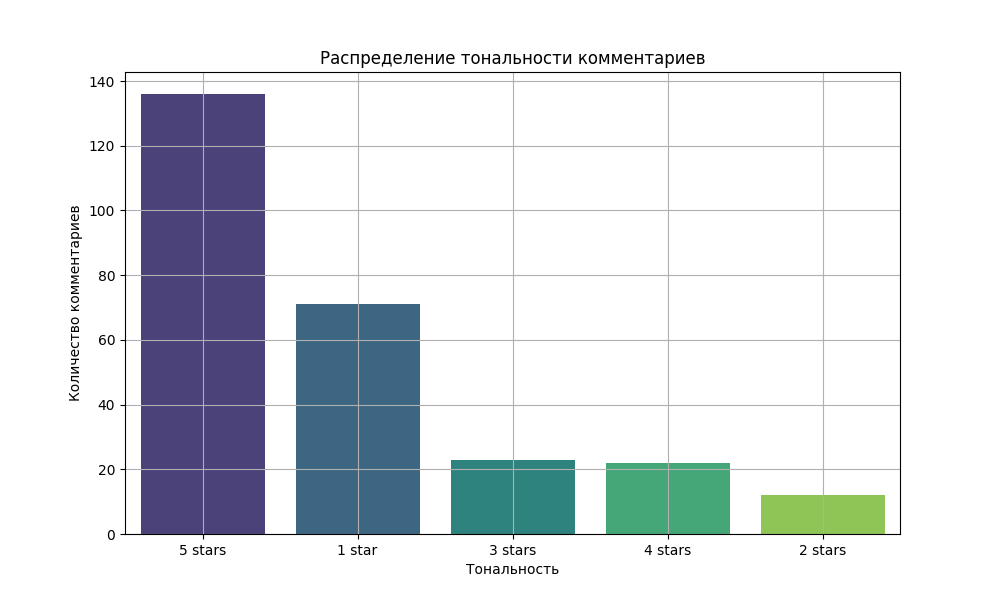 Распределение тональности комментариев
Количество комментариев
140
120
100
80
60
40
20
0
5 stars
1 star
3 stars
4 stars
2 stars
Тональность